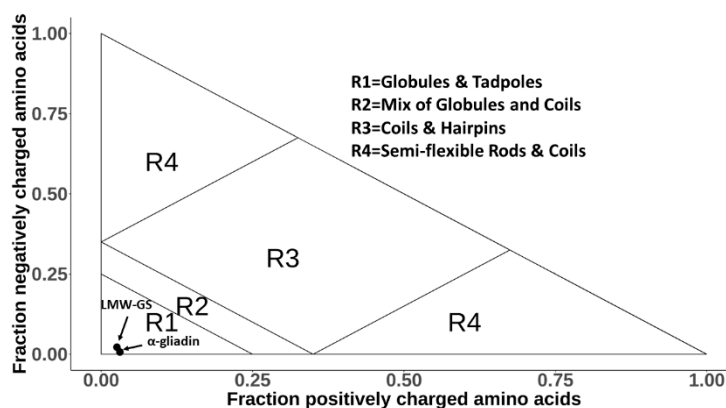 1.00
0.75
0.50
0.25
0.00
Fraction negatively charged amino acids
R1=Globules & Tadpoles
R2=Mix of Globules and Coils
R3=Coils & Hairpins
R4=Semi-flexible Rods & Coils
R4
R3
R2
R1
R4
LMW-GS
α-gliadin
0.00
0.25
0.50
0.75
1.00
Fraction positively charged amino acids